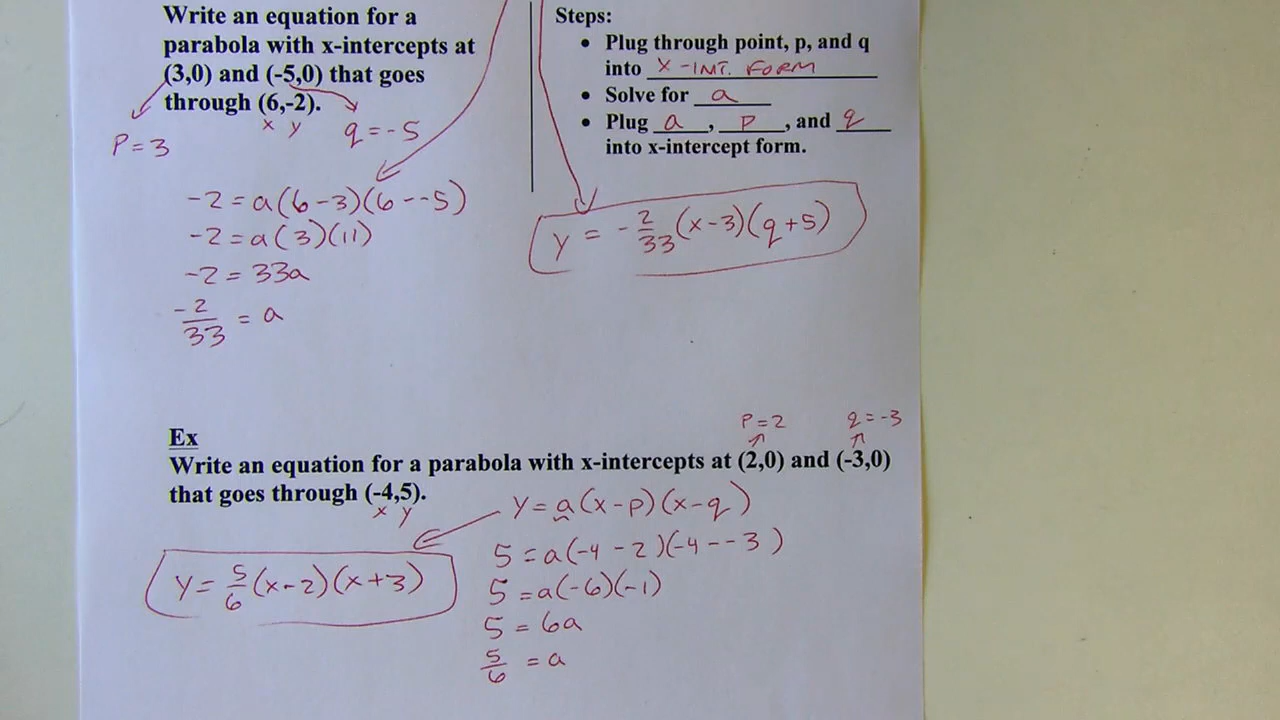 Write an equation for a
parabola with x-intercepts at
(3,0) and (-5,0) that goes
through (6,-2).
x y
P = 3
q = -5
-2 = a(6-3)(6--5)
-2 = a(3)(11)
-2 = 33a
-2/33 = a
Steps:
• Plug through point, p, and q
into X-INT. FORM
• Solve for a
• Plug a, p, and q
into x-intercept form.
y = -2/33(x-3)(q+5)
P=2 q=-3
Ex
Write an equation for a parabola with x-intercepts at (2,0) and (-3,0)
that goes through (-4,5).
x y
Y = a(x-p)(x-q)
5 = a(-4-2)(-4--3)
5 = a(-6)(-1)
5 = 6a
5/6 = a
Y = 5/6(x-2)(x+3)